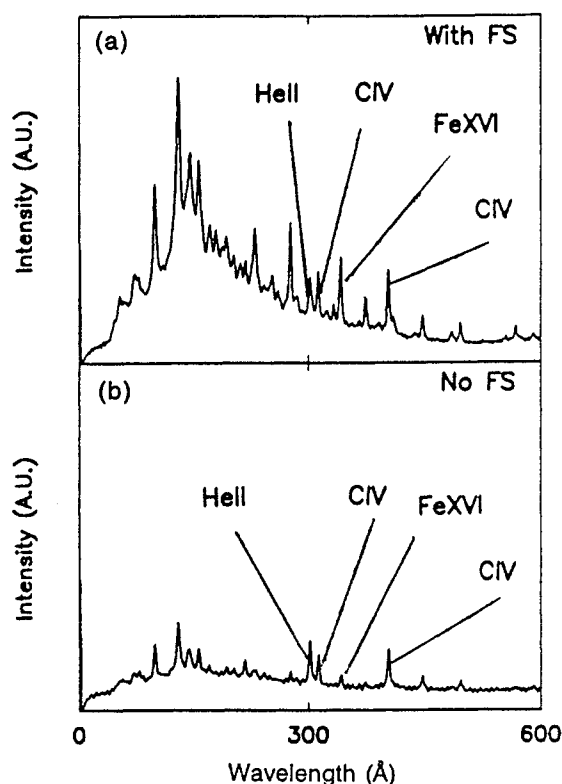 (a) With FS
HeII CIV
FeXVI
CIV
Intensity (A.U.)
(b) No FS
HeII CIV FeXVI
CIV
Intensity (A.U.)
0 300 600
Wavelength (Å)